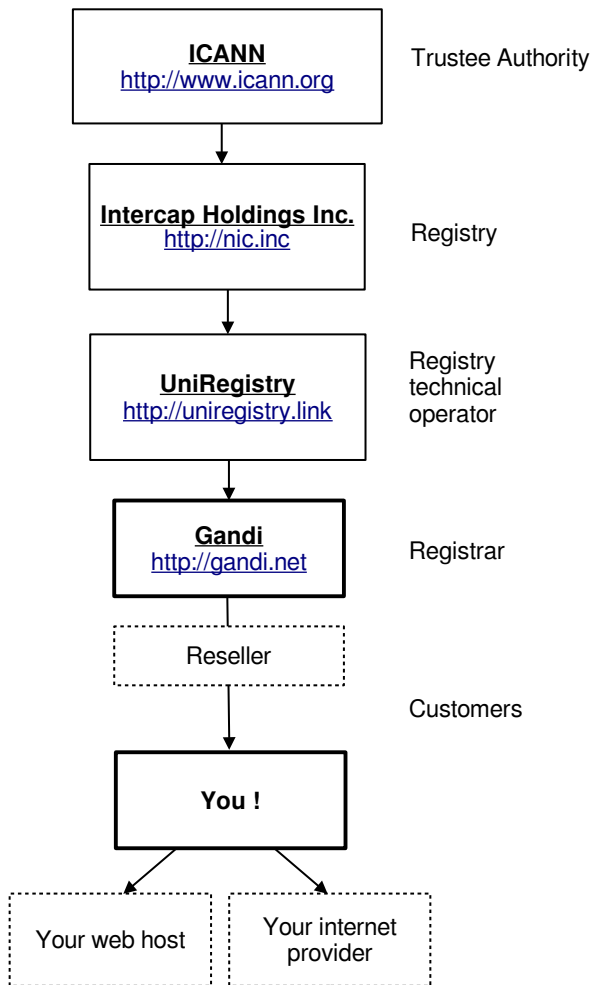 ICANN
http://www.icann.org
Trustee Authority
Intercap Holdings Inc.
http://nic.inc
Registry
UniRegistry
http://uniregistry.link
Registry
technical
operator
Gandi
http://gandi.net
Registrar
Reseller
Customers
You !
Your web host
Your internet
provider